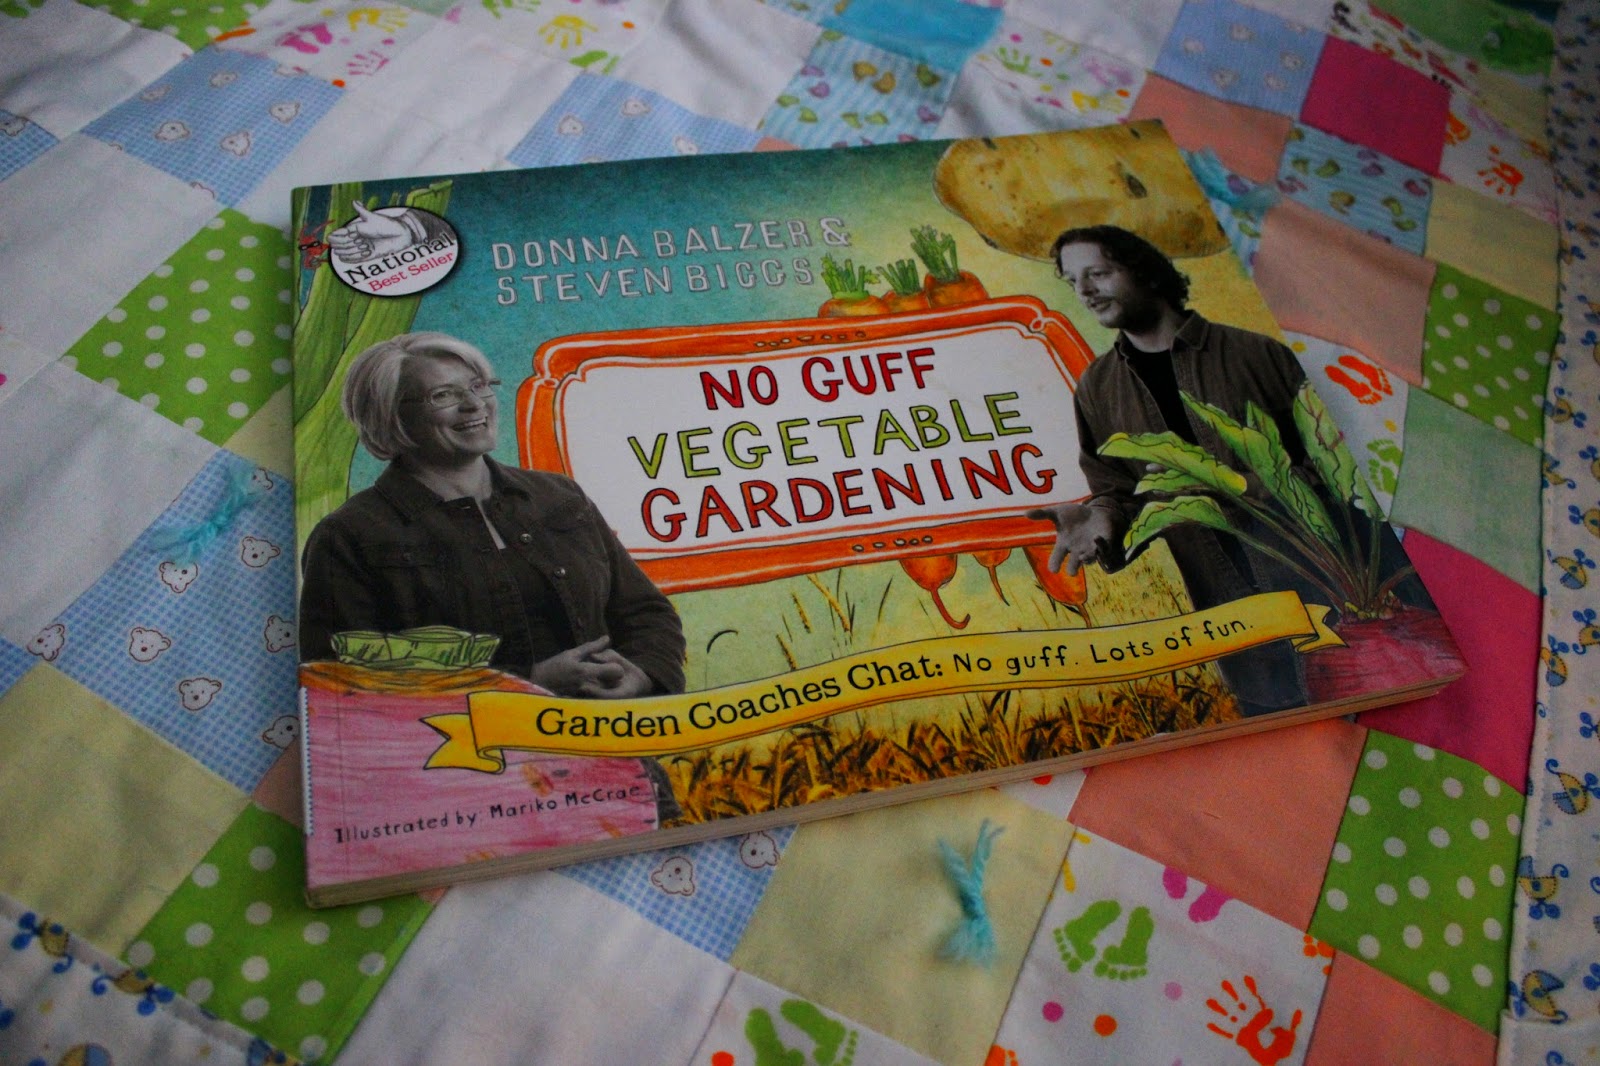 National
Best Seller
DONNA BALZER &
STEVEN BIGGS
NO GUFF
VEGETABLE
GARDENING
Garden Coaches Chat: No guff. Lots of fun.
Illustrated by: Mariko McCrae